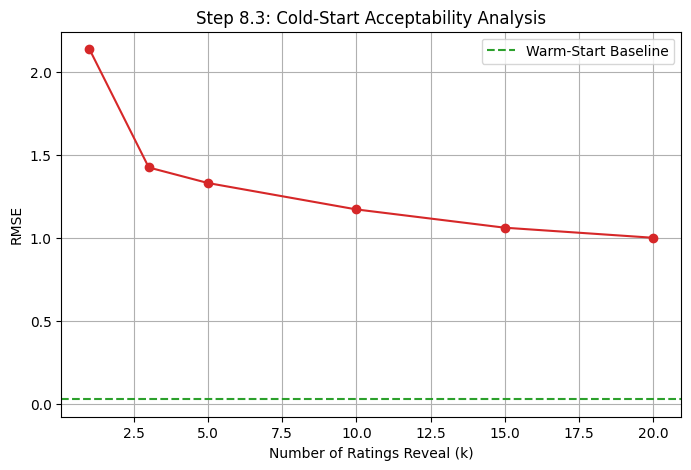 Step 8.3: Cold-Start Acceptability Analysis
Warm-Start Baseline
RMSE
2.0
1.5
1.0
0.5
0.0
2.5 5.0 7.5 10.0 12.5 15.0 17.5 20.0
Number of Ratings Reveal (k)